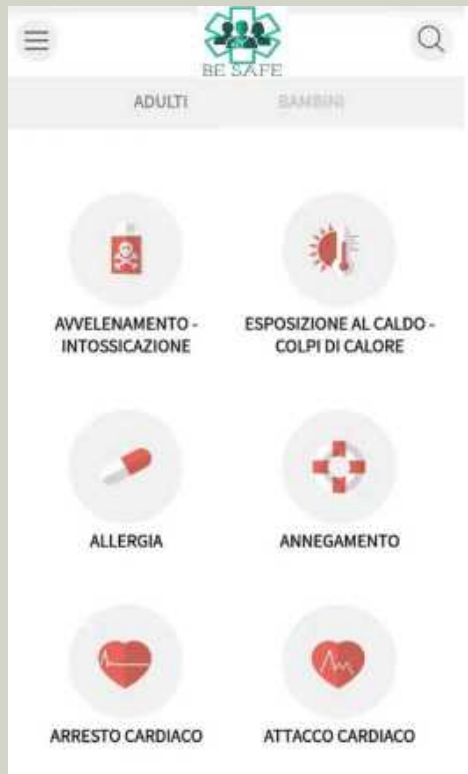 BE SAFE
ADULTI
BAMBINI
AVVELENAMENTO -
INTOSSICAZIONE
ESPOSIZIONE AL CALDO -
COLPI DI CALORE
ALLERGIA
ANNEGAMENTO
ARRESTO CARDIACO
ATTACCO CARDIACO